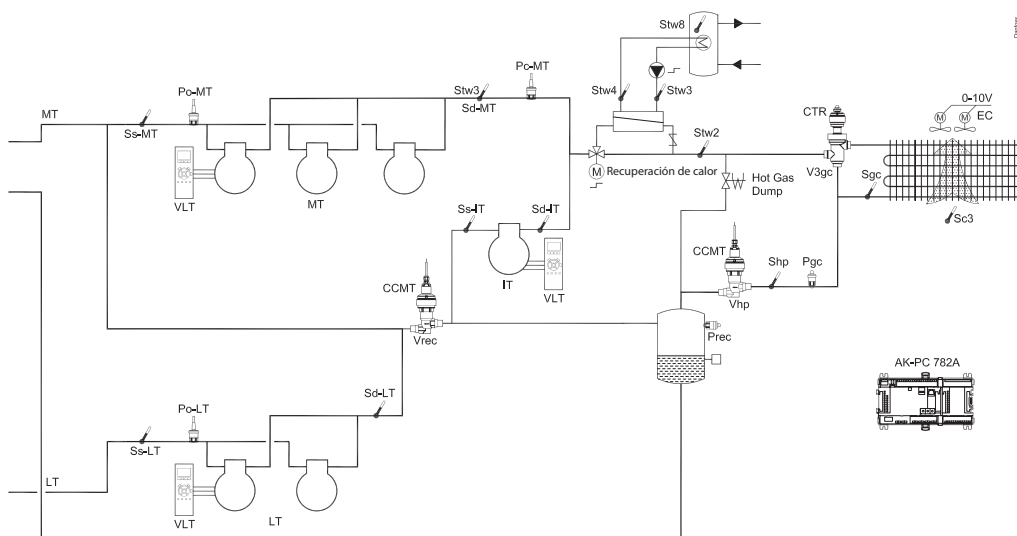 Stw8
Danfoss
Po-MT
Pc-MT
Stw3
Stw4
Stw3
0-10V
MT
Ss-MT
Sd-MT
CTR
M
M
EC
Stw2
M
Recuperación de calor
V3gc
Hot Gas
Dump
Sgc
VLT
MT
Ss-IT
Sd-IT
Sc3
CCMT
CCMT
Shp
Pgc
IT
VLT
Vhp
Vrec
Prec
AK-PC 782A
Sd-LT
Po-LT
Ss-LT
LT
VLT
LT